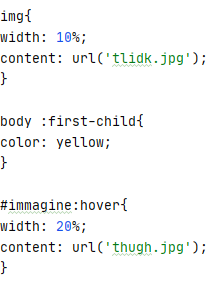 img{
width: 10%;
content: url('tlidk.jpg');
}
body :first-child{
color: yellow;
}
#immagine:hover{
width: 20%;
content: url('thugh.jpg');
}